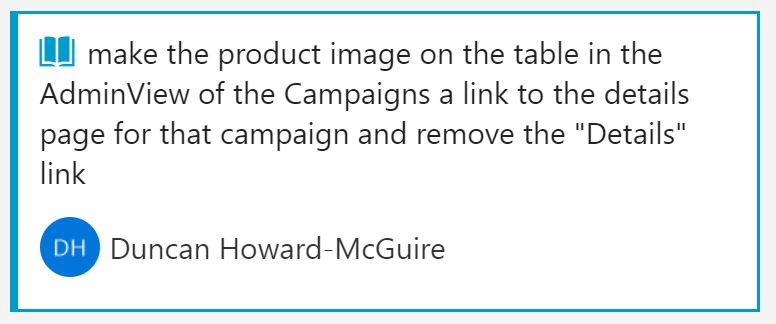 make the product image on the table in the
AdminView of the Campaigns a link to the details
page for that campaign and remove the "Details"
link
DH Duncan Howard-McGuire